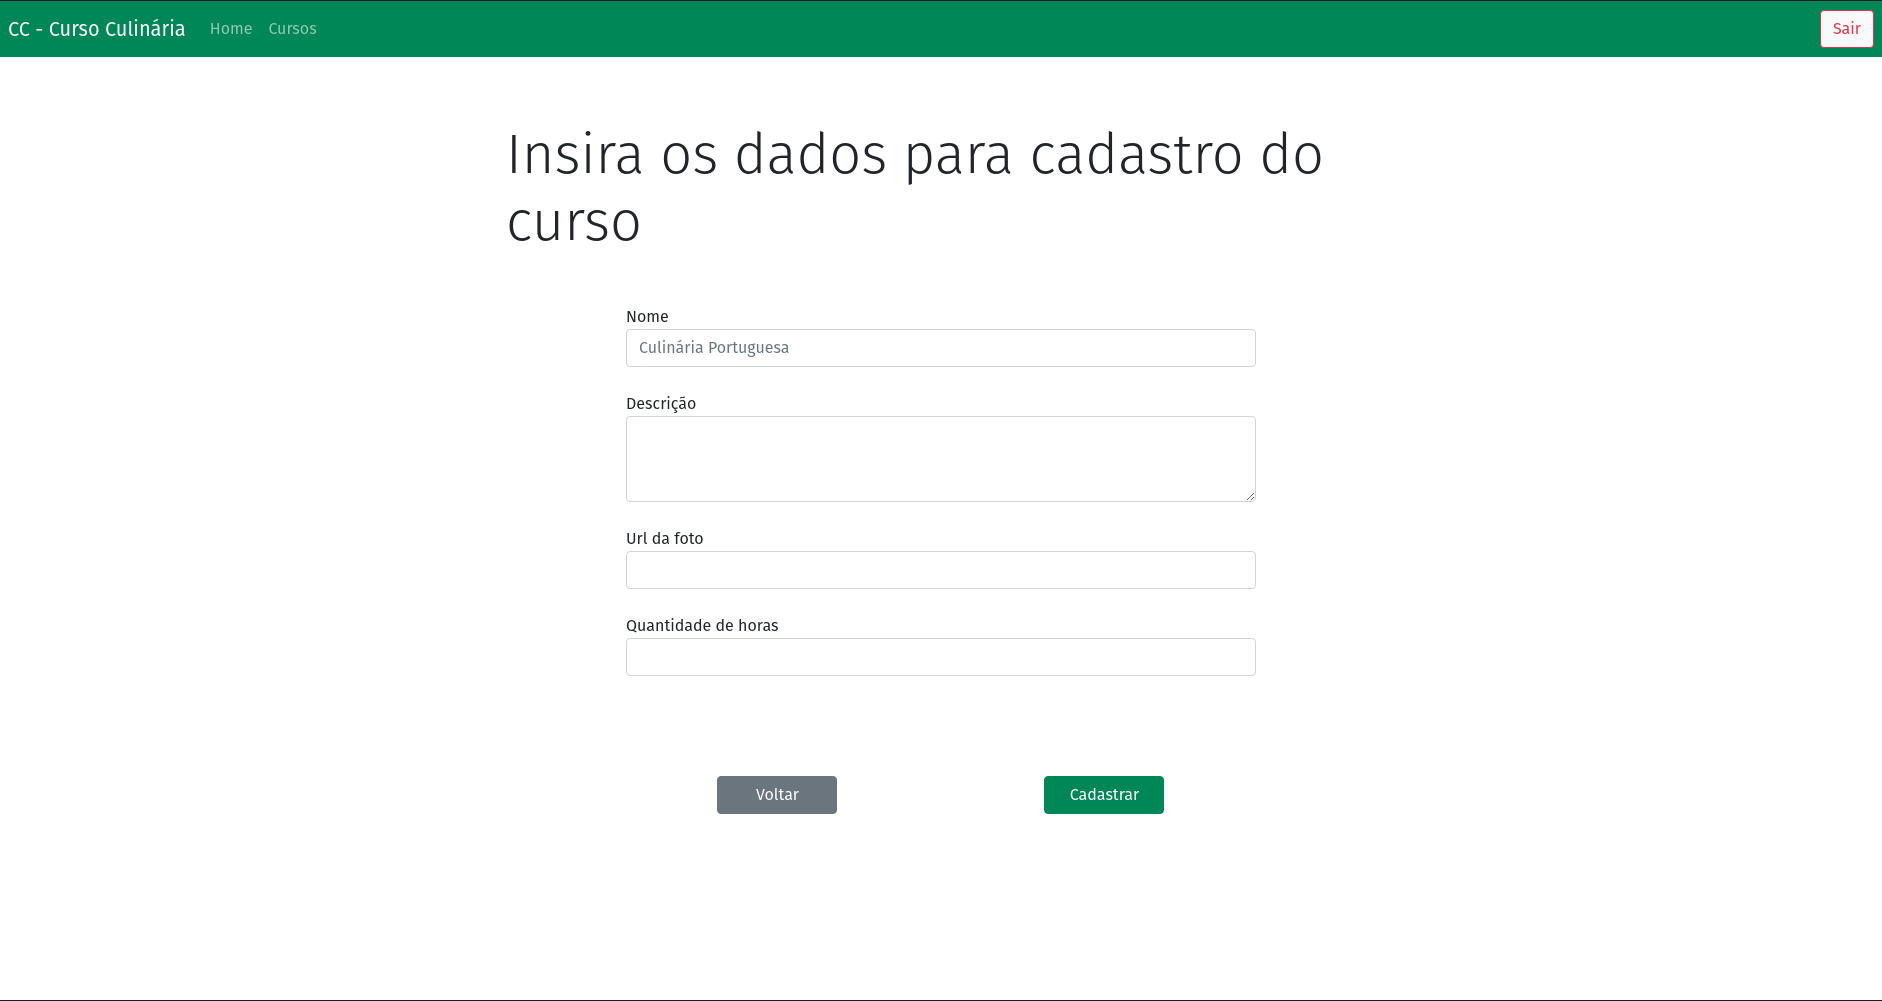 CC - Curso Culinária Home Cursos Sair
Insira os dados para cadastro do
curso
Nome
Culinária Portuguesa
Descrição
Url da foto
Quantidade de horas
Voltar Cadastrar